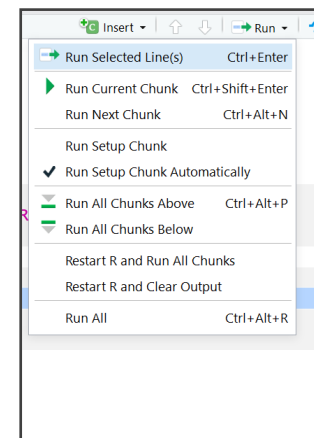 Insert Run
Run Selected Line(s) Ctrl+Enter
Run Current Chunk Ctrl+Shift+Enter
Run Next Chunk Ctrl+Alt+N
Run Setup Chunk
Run Setup Chunk Automatically
Run All Chunks Above Ctrl+Alt+P
R
Run All Chunks Below
Restart R and Run All Chunks
Restart R and Clear Output
Run All Ctrl+Alt+R